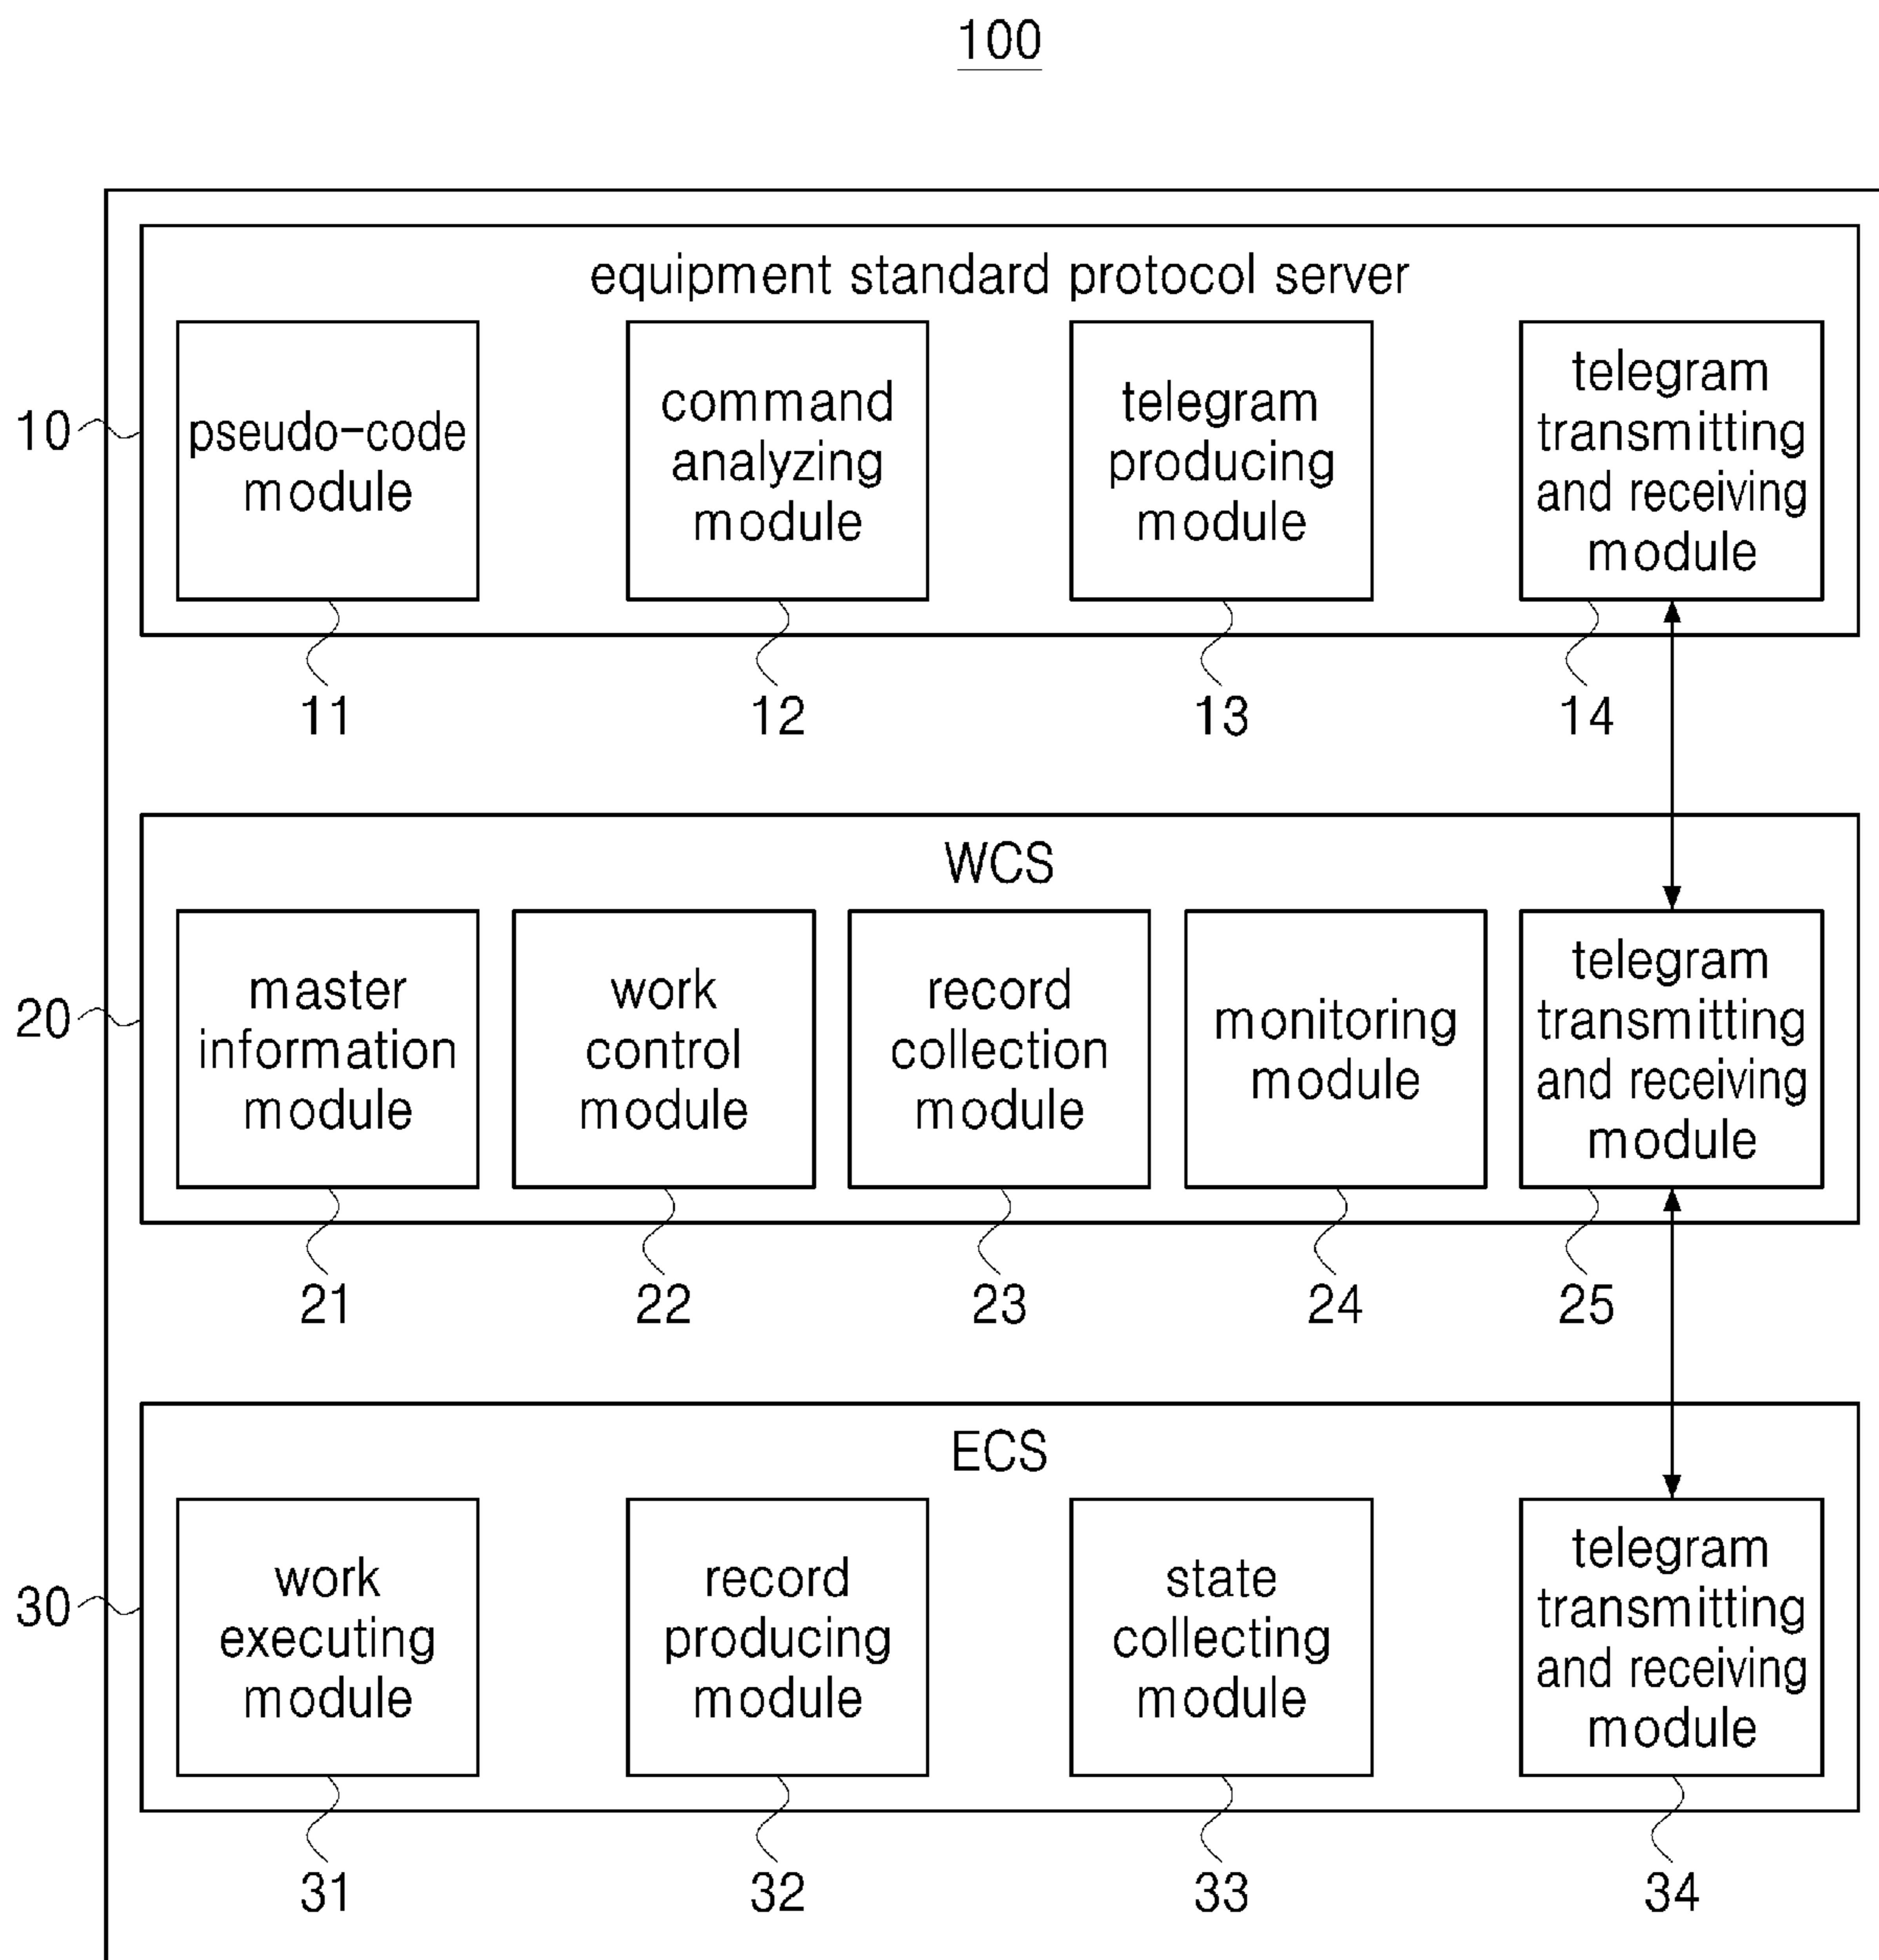 100
equipment standard protocol server
10
pseudo-code
module
command
analyzing
module
telegram
producing
module
telegram
transmitting
and receiving
module
11
12
13
14
WCS
20
master
information
module
work
control
module
record
collection
module
monitoring
module
telegram
transmitting
and receiving
module
21
22
23
24
25
ECS
30
work
executing
module
record
producing
module
state
collecting
module
telegram
transmitting
and receiving
module
31
32
33
34